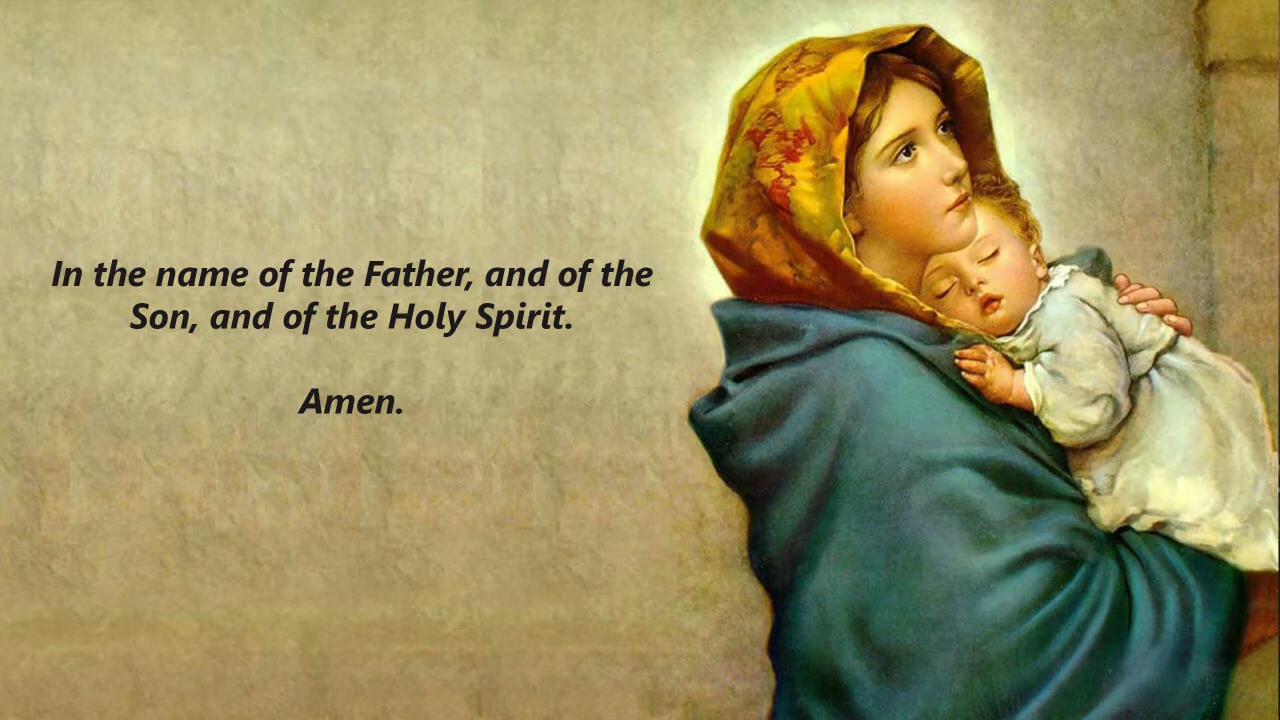 In the name of the Father, and of the
Son, and of the Holy Spirit.
Amen.